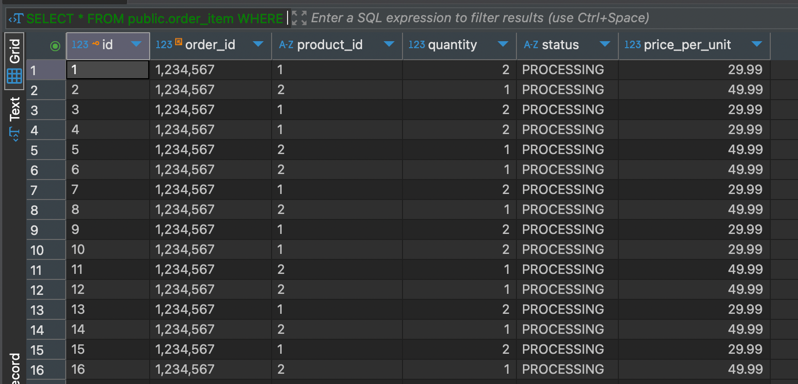 SELECT * FROM public.order_item WHERE Enter a SQL expression to filter results (use Ctrl+Space)
Grid
Text
ecord
123 id 123 order_id A-Z product_id 123 quantity A-Z status 123 price_per_unit
1 1 1,234,567 1 2 PROCESSING 29.99
2 2 1,234,567 2 1 PROCESSING 49.99
3 3 1,234,567 1 2 PROCESSING 29.99
4 4 1,234,567 1 2 PROCESSING 29.99
5 5 1,234,567 2 1 PROCESSING 49.99
6 6 1,234,567 2 1 PROCESSING 49.99
7 7 1,234,567 1 2 PROCESSING 29.99
8 8 1,234,567 2 1 PROCESSING 49.99
9 9 1,234,567 1 2 PROCESSING 29.99
10 10 1,234,567 1 2 PROCESSING 29.99
11 11 1,234,567 2 1 PROCESSING 49.99
12 12 1,234,567 2 1 PROCESSING 49.99
13 13 1,234,567 1 2 PROCESSING 29.99
14 14 1,234,567 2 1 PROCESSING 49.99
15 15 1,234,567 1 2 PROCESSING 29.99
16 16 1,234,567 2 1 PROCESSING 49.99